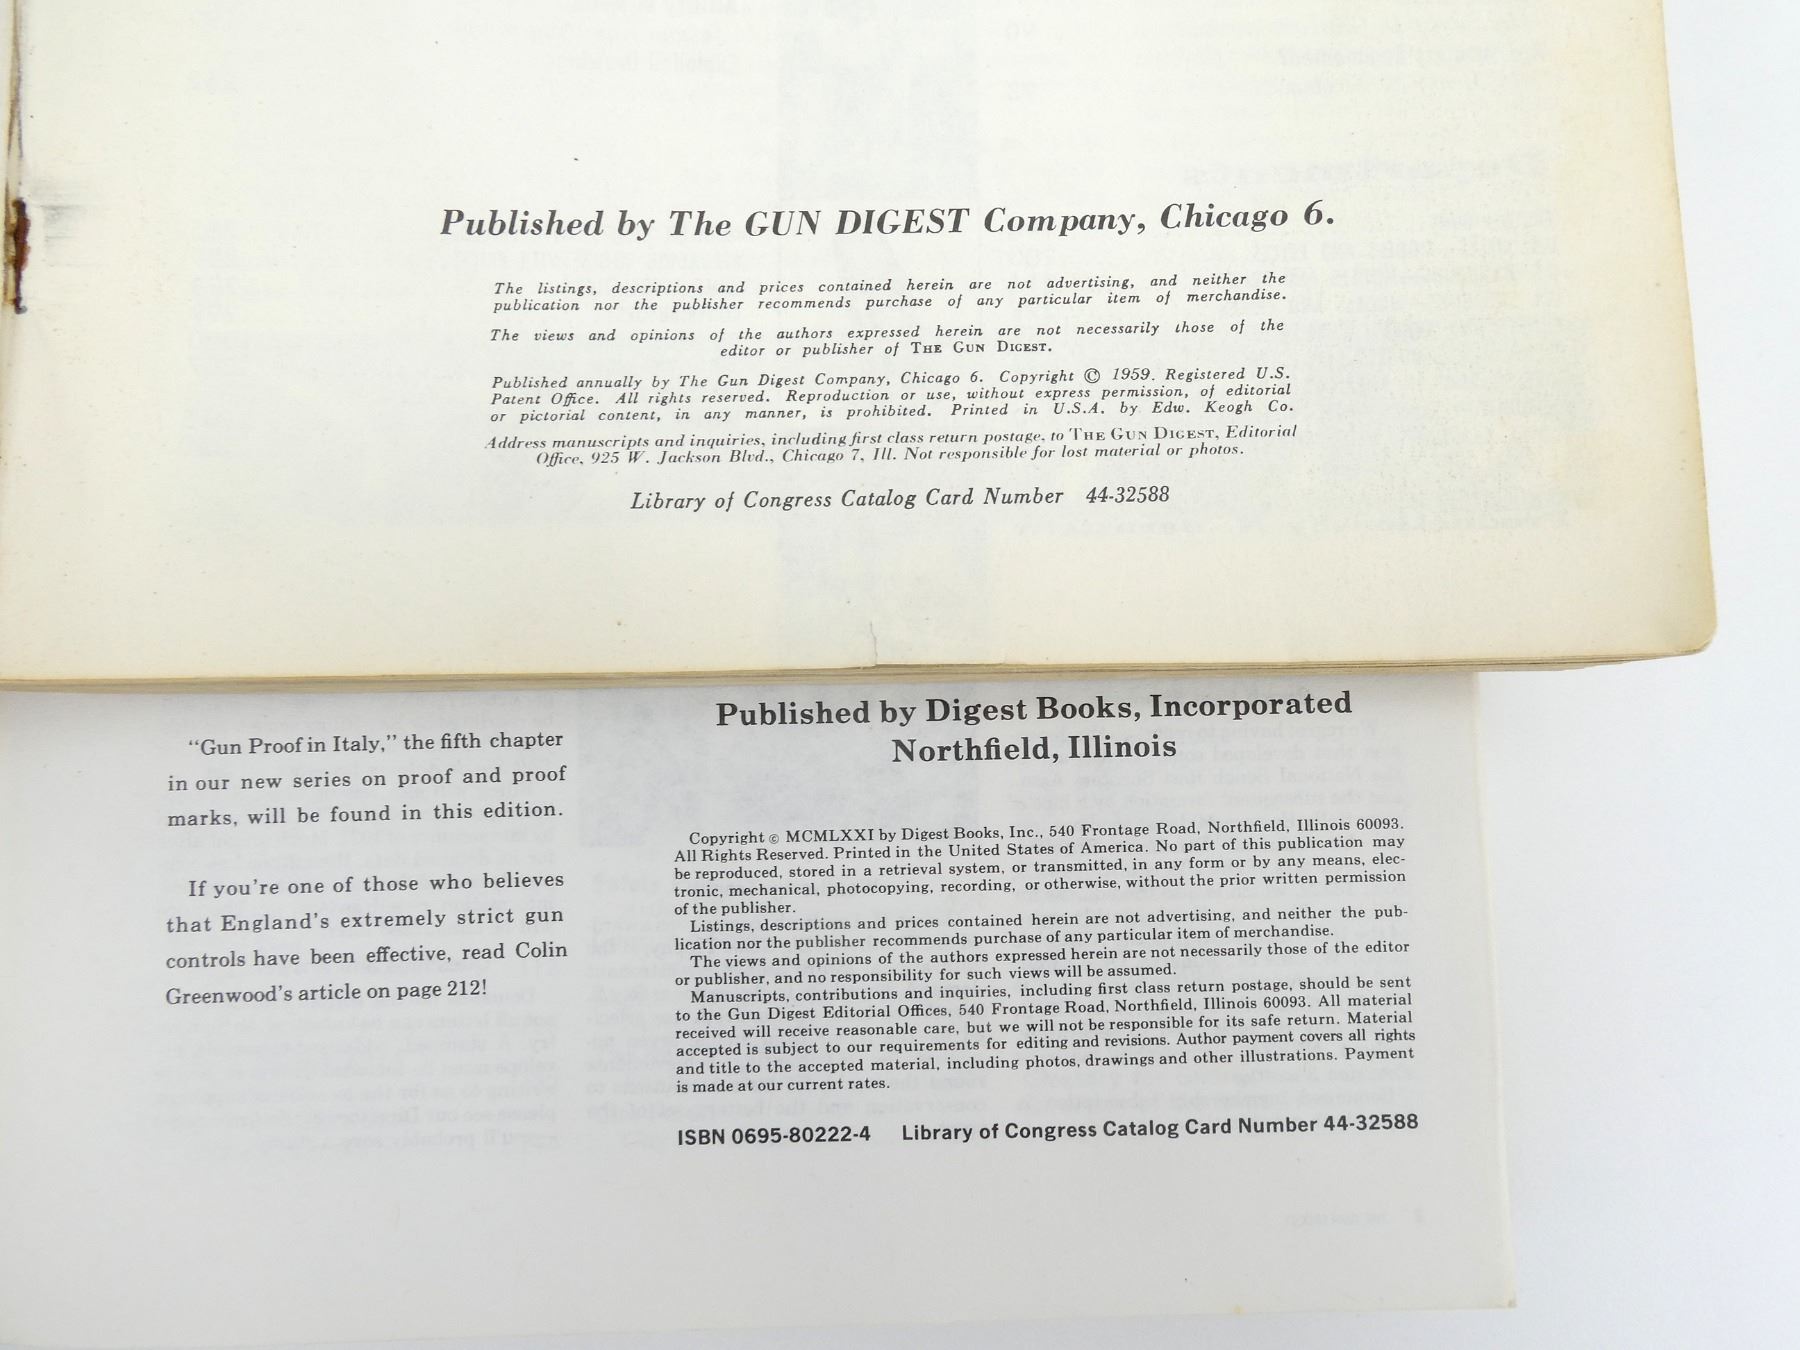 Published by The GUN DIGEST Company, Chicago 6.
The listings, descriptions and prices contained herein are not advertising, and neither the
publication nor the publisher recommends purchase of any particular item of merchandise.
The views and opinions of the authors expressed herein are not necessarily those of the
editor or publisher of THE GUN DIGEST.
Published annually by The Gun Digest Company, Chicago 6. Copyright © 1959. Registered U.S.
Patent Office. All rights reserved. Reproduction or use, without express permission, of editorial
or pictorial content, in any manner, is prohibited. Printed in U.S.A. by Edw. Keogh Co.
Address manuscripts and inquiries, including first class return postage, to THE GUN DIGEST, Editorial
Office, 925 W. Jackson Blvd., Chicago 7, Ill. Not responsible for lost material or photos.
Library of Congress Catalog Card Number 44-32588
"Gun Proof in Italy," the fifth chapter
in our new series on proof and proof
marks, will be found in this edition.
If you're one of those who believes
that England's extremely strict gun
controls have been effective, read Colin
Greenwood's article on page 212!
Published by Digest Books, Incorporated
Northfield, Illinois
Copyright © MCMLXXI by Digest Books, Inc., 540 Frontage Road, Northfield, Illinois 60093.
All Rights Reserved. Printed in the United States of America. No part of this publication may
be reproduced, stored in a retrieval system, or transmitted, in any form or by any means, elec-
tronic, mechanical, photocopying, recording, or otherwise, without the prior written permission
of the publisher.
Listings, descriptions and prices contained herein are not advertising, and neither the pub-
lication nor the publisher recommends purchase of any particular item of merchandise.
The views and opinions of the authors expressed herein are not necessarily those of the editor
or publisher, and no responsibility for such views will be assumed.
Manuscripts, contributions and inquiries, including first class return postage, should be sent
to the Gun Digest Editorial Offices, 540 Frontage Road, Northfield, Illinois 60093. All material
received will receive reasonable care, but we will not be responsible for its safe return. Material
accepted is subject to our requirements for editing and revisions. Author payment covers all rights
and title to the accepted material, including photos, drawings and other illustrations. Payment
is made at our current rates.
ISBN 0695-80222-4 Library of Congress Catalog Card Number 44-32588